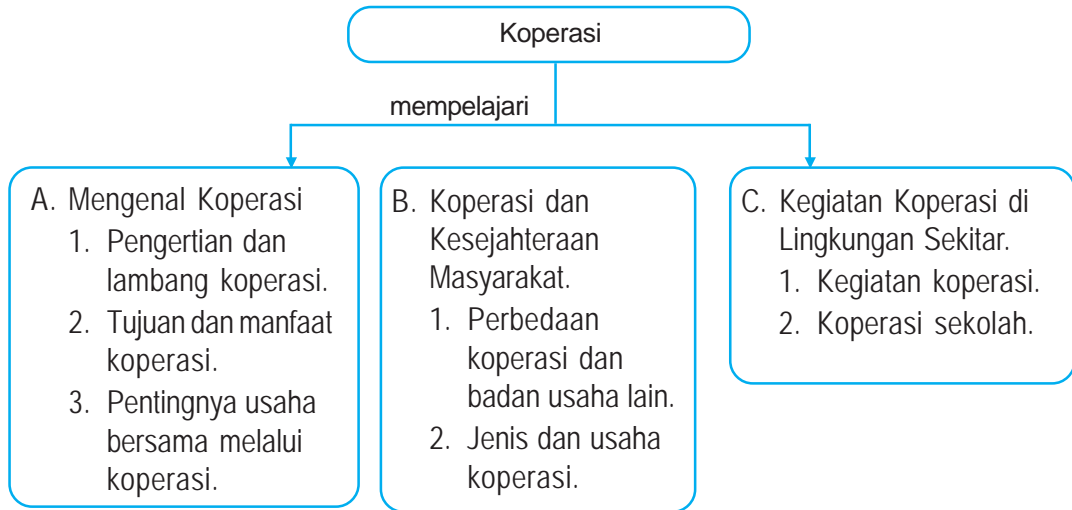 Koperasi
mempelajari
A. Mengenal Koperasi
1. Pengertian dan
lambang koperasi.
2. Tujuan dan manfaat
koperasi.
3. Pentingnya usaha
bersama melalui
koperasi.
B. Koperasi dan
Kesejahteraan
Masyarakat.
1. Perbedaan
koperasi dan
badan usaha lain.
2. Jenis dan usaha
koperasi.
C. Kegiatan Koperasi di
Lingkungan Sekitar.
1. Kegiatan koperasi.
2. Koperasi sekolah.